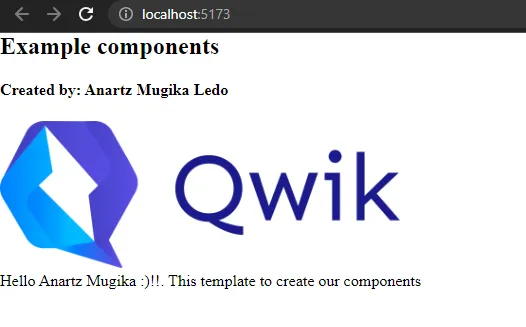 localhost:5173
Example components
Created by: Anartz Mugika Ledo
Qwik
Hello Anartz Mugika :)!!. This template to create our components